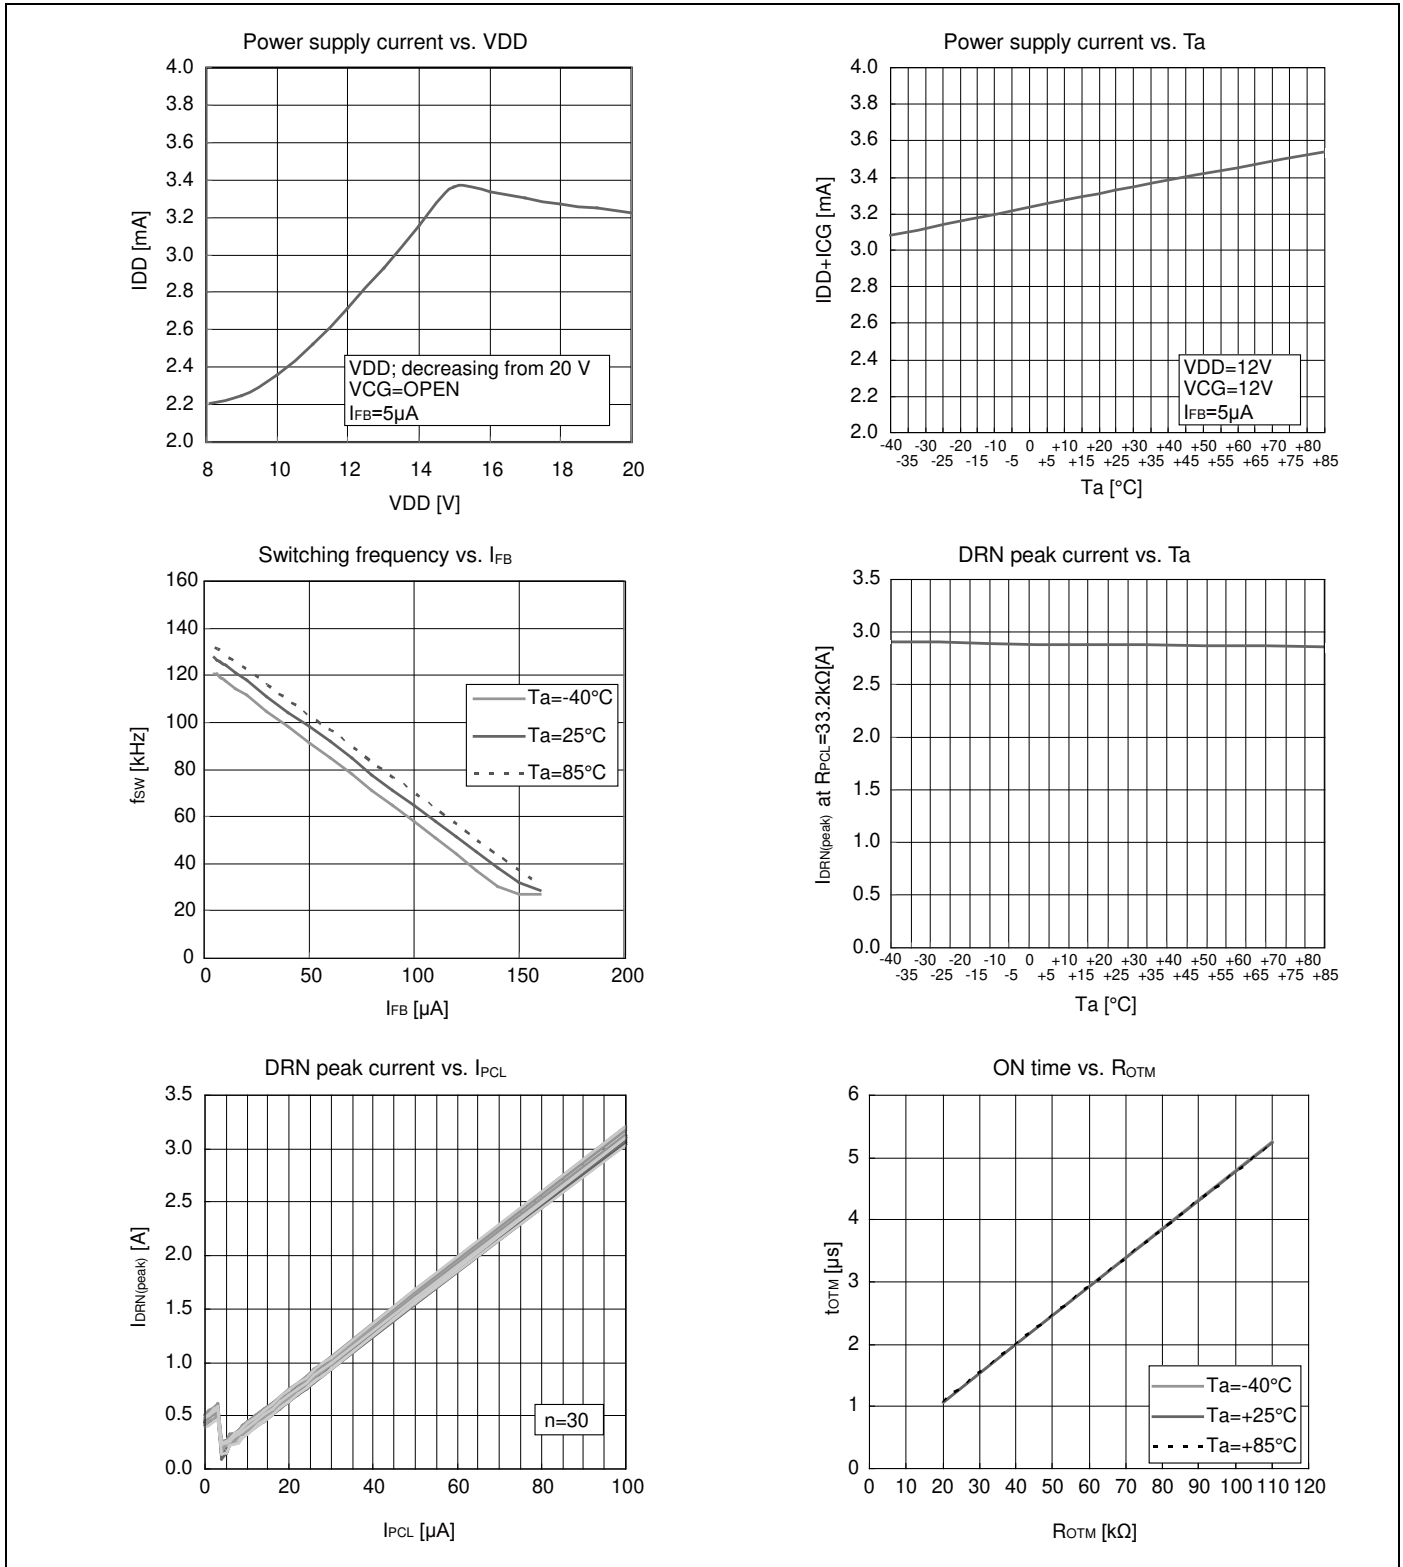 Power supply current vs. VDD
4.0
3.8
3.6
3.4
3.2
3.0
2.8
2.6
2.4
2.2
2.0
IDD [mA]
VDD; decreasing from 20 V
VCG=OPEN
IFB=5µA
8 10 12 14 16 18 20
VDD [V]
Power supply current vs. Ta
4.0
3.8
3.6
3.4
3.2
3.0
2.8
2.6
2.4
2.2
2.0
IDD+ICG [mA]
VDD=12V
VCG=12V
IFB=5µA
-40 -30 -20 -10 0 +10 +20 +30 +40 +50 +60 +70 +80
-35 -25 -15 -5 +5 +15 +25 +35 +45 +55 +65 +75 +85
Ta [°C]
Switching frequency vs. IFB
160
140
120
100
80
60
40
20
0
fsw [kHz]
Ta=-40°C
Ta=25°C
Ta=85°C
0 50 100 150 200
IFB [µA]
DRN peak current vs. Ta
3.5
3.0
2.5
2.0
1.5
1.0
0.5
0.0
IDRN(peak) at RPCL=33.2kΩ[A]
-40 -30 -20 -10 0 +10 +20 +30 +40 +50 +60 +70 +80
-35 -25 -15 -5 +5 +15 +25 +35 +45 +55 +65 +75 +85
Ta [°C]
DRN peak current vs. IPCL
3.5
3.0
2.5
2.0
1.5
1.0
0.5
0.0
IDRN(peak) [A]
n=30
0 20 40 60 80 100
IPCL [µA]
ON time vs. ROTM
6
5
4
3
2
1
0
tOTM [µs]
Ta=-40°C
Ta=+25°C
Ta=+85°C
0 10 20 30 40 50 60 70 80 90 100 110 120
ROTM [kΩ]